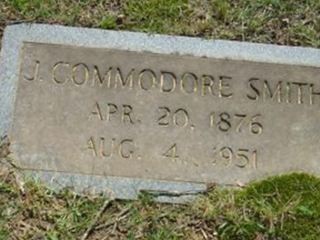 J. COMMODORE SMITH
APR. 20, 1876
AUG. 4, 1951